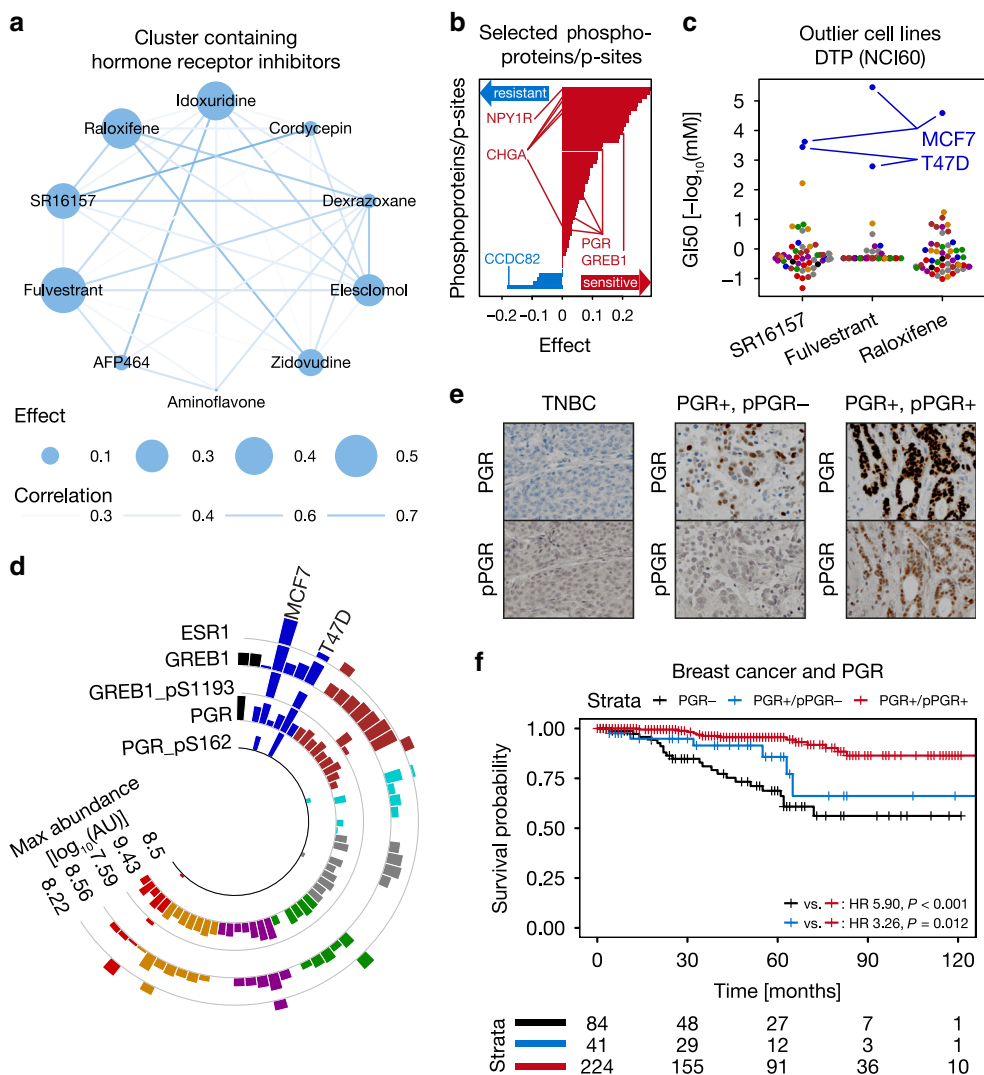 a
Cluster containing
hormone receptor inhibitors
Idoxuridine
Raloxifene
Cordycepin
SR16157
Dexrazoxane
Fulvestrant
Elesclomol
AFP464
Zidovudine
Aminoflavone
Effect
0.1
0.3
0.4
0.5
Correlation
0.3
0.4
0.6
0.7
b
Selected phospho-
proteins/p-sites
Phosphoproteins/p-sites
resistant
NPY1R
CHGA
PGR
GREB1
CCDC82
sensitive
−0.2
−0.1
0
0.1
0.2
Effect
c
Outlier cell lines
DTP (NCI60)
GI50 [−log10(mM)]
5
4
3
2
1
0
−1
MCF7
T47D
SR16157
Fulvestrant
Raloxifene
d
MCF7
T47D
ESR1
GREB1
GREB1_pS1193
PGR
PGR_pS162
Max abundance
[log10(AU)]
8.5
9.43
7.59
8.56
8.22
e
TNBC
PGR+, pPGR−
PGR+, pPGR+
PGR
PGR
PGR
pPGR
pPGR
pPGR
f
Breast cancer and PGR
Strata
PGR−
PGR+/pPGR−
PGR+/pPGR+
Survival probability
1.00
0.75
0.50
0.25
0.00
vs. : HR 5.90, P < 0.001
vs. : HR 3.26, P = 0.012
0
30
60
90
120
Time [months]
Strata
84 48 27 7 1
41 29 12 3 1
224 155 91 36 10